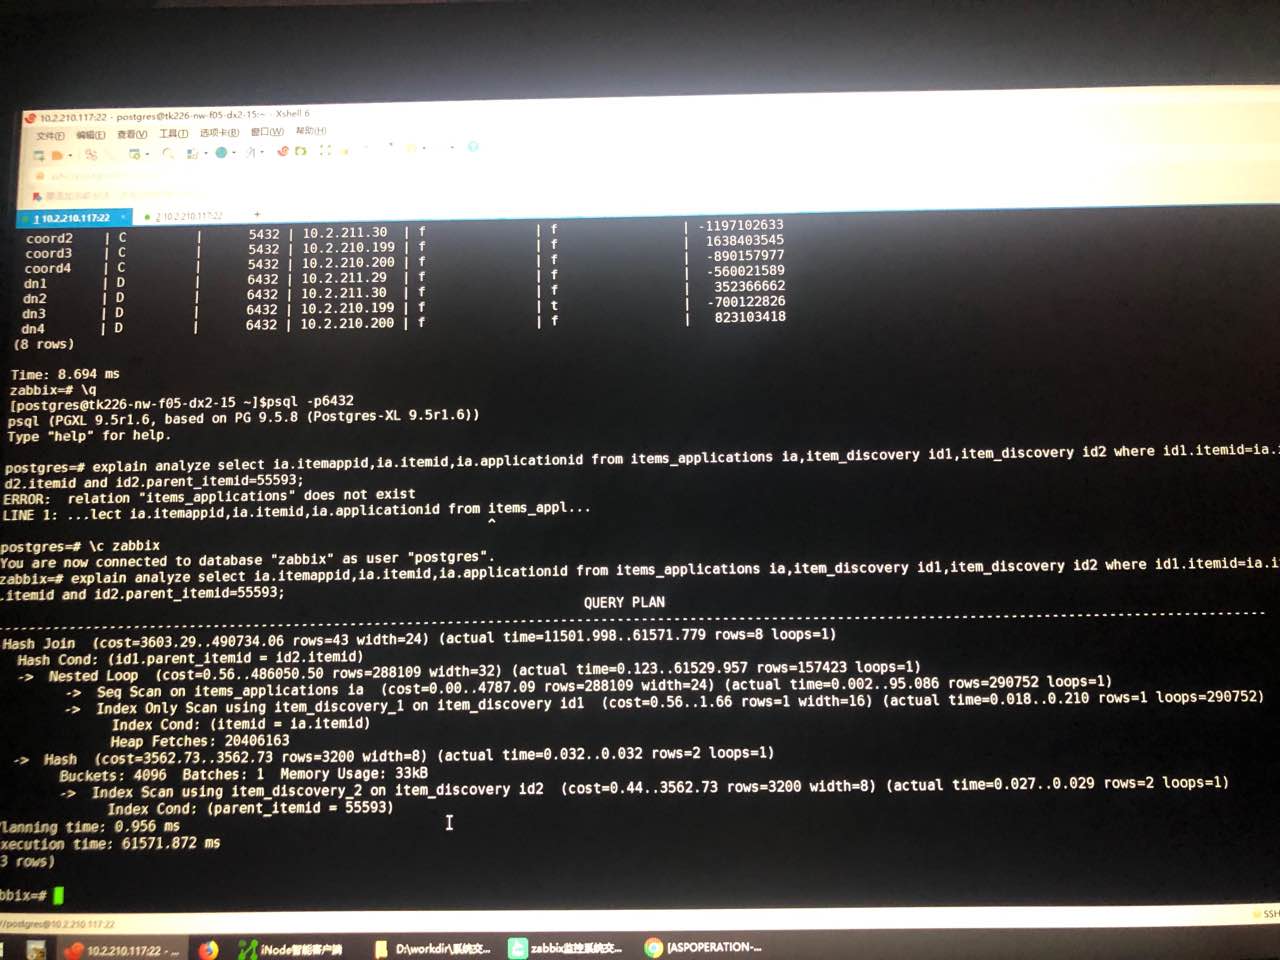 10.2.210.117:22 - postgres@tk226-nw-f05-dx2-15:~ - Xshell 6
文件(F) 编辑(E) 查看(V) 工具(T) 选项卡(B) 窗口(W) 帮助(H)
1 10.2.210.117:22 × 2 10.2.210.117:22 +
coord2 | C | 5432 | 10.2.211.30 | f | f | -1197102633
coord3 | C | 5432 | 10.2.210.199 | f | f | 1638403545
coord4 | C | 5432 | 10.2.210.200 | f | f | -890157977
dn1 | D | 6432 | 10.2.211.29 | f | f | -560021589
dn2 | D | 6432 | 10.2.211.30 | f | f | 352366662
dn3 | D | 6432 | 10.2.210.199 | f | t | -700122826
dn4 | D | 6432 | 10.2.210.200 | f | f | 823103418
(8 rows)
Time: 8.694 ms
zabbix=# \q
[postgres@tk226-nw-f05-dx2-15 ~]$psql -p6432
psql (PGXL 9.5r1.6, based on PG 9.5.8 (Postgres-XL 9.5r1.6))
Type "help" for help.
postgres=# explain analyze select ia.itemappid,ia.itemid,ia.applicationid from items_applications ia,item_discovery id1,item_discovery id2 where id1.itemid=ia.i
d2.itemid and id2.parent_itemid=55593;
ERROR: relation "items_applications" does not exist
LINE 1: ...lect ia.itemappid,ia.itemid,ia.applicationid from items_appl...
^
postgres=# \c zabbix
You are now connected to database "zabbix" as user "postgres".
zabbix=# explain analyze select ia.itemappid,ia.itemid,ia.applicationid from items_applications ia,item_discovery id1,item_discovery id2 where id1.itemid=ia.i
.itemid and id2.parent_itemid=55593;
QUERY PLAN
Hash Join (cost=3603.29..490734.06 rows=43 width=24) (actual time=11501.998..61571.779 rows=8 loops=1)
Hash Cond: (id1.parent_itemid = id2.itemid)
-> Nested Loop (cost=0.56..486050.50 rows=288109 width=32) (actual time=0.123..61529.957 rows=157423 loops=1)
-> Seq Scan on items_applications ia (cost=0.00..4787.09 rows=288109 width=24) (actual time=0.002..95.086 rows=290752 loops=1)
-> Index Only Scan using item_discovery_1 on item_discovery id1 (cost=0.56..1.66 rows=1 width=16) (actual time=0.018..0.210 rows=1 loops=290752)
Index Cond: (itemid = ia.itemid)
Heap Fetches: 20406163
-> Hash (cost=3562.73..3562.73 rows=3200 width=8) (actual time=0.032..0.032 rows=2 loops=1)
Buckets: 4096 Batches: 1 Memory Usage: 33kB
-> Index Scan using item_discovery_2 on item_discovery id2 (cost=0.44..3562.73 rows=3200 width=8) (actual time=0.027..0.029 rows=2 loops=1)
Index Cond: (parent_itemid = 55593)
lanning time: 0.956 ms
xecution time: 61571.872 ms
3 rows)
bbix=#
//postgres@10.2.210.117:22 SSH
10.2.210.117:22 - ... iNode智能客户端 D:\workdir\系统交... zabbix监控系统交... [ASPOPERATION-...